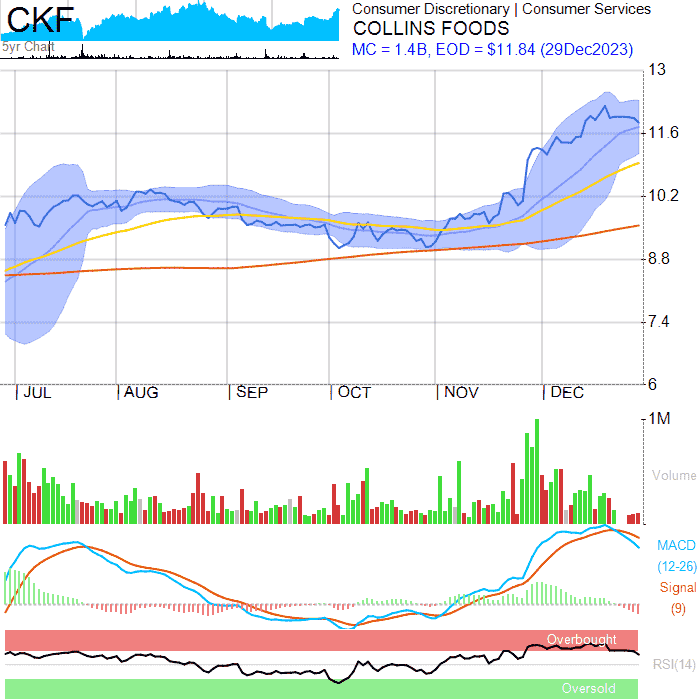 CKF
5yr Chart
Consumer Discretionary | Consumer Services
COLLINS FOODS
MC = 1.4B, EOD = $11.84 (29Dec2023)
13
11.6
10.2
8.8
7.4
6
JUL AUG SEP OCT NOV DEC
1M
Volume
MACD
(12-26)
Signal
(9)
Overbought
RSI(14)
Oversold